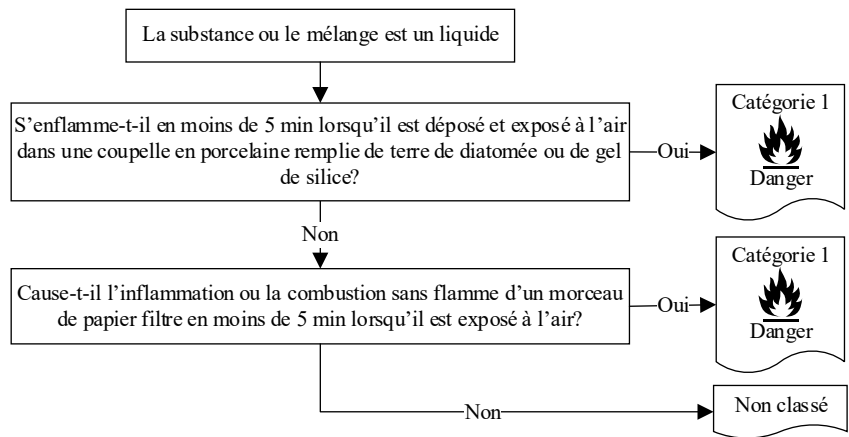 La substance ou le mélange est un liquide
S'enflamme-t-il en moins de 5 min lorsqu'il est déposé et exposé à l'air
dans une coupelle en porcelaine remplie de terre de diatomée ou de gel
de silice?
Oui
Catégorie 1
Danger
Non
Cause-t-il l'inflammation ou la combustion sans flamme d'un morceau
de papier filtre en moins de 5 min lorsqu'il est exposé à l'air?
Oui
Catégorie 1
Danger
Non
Non classé